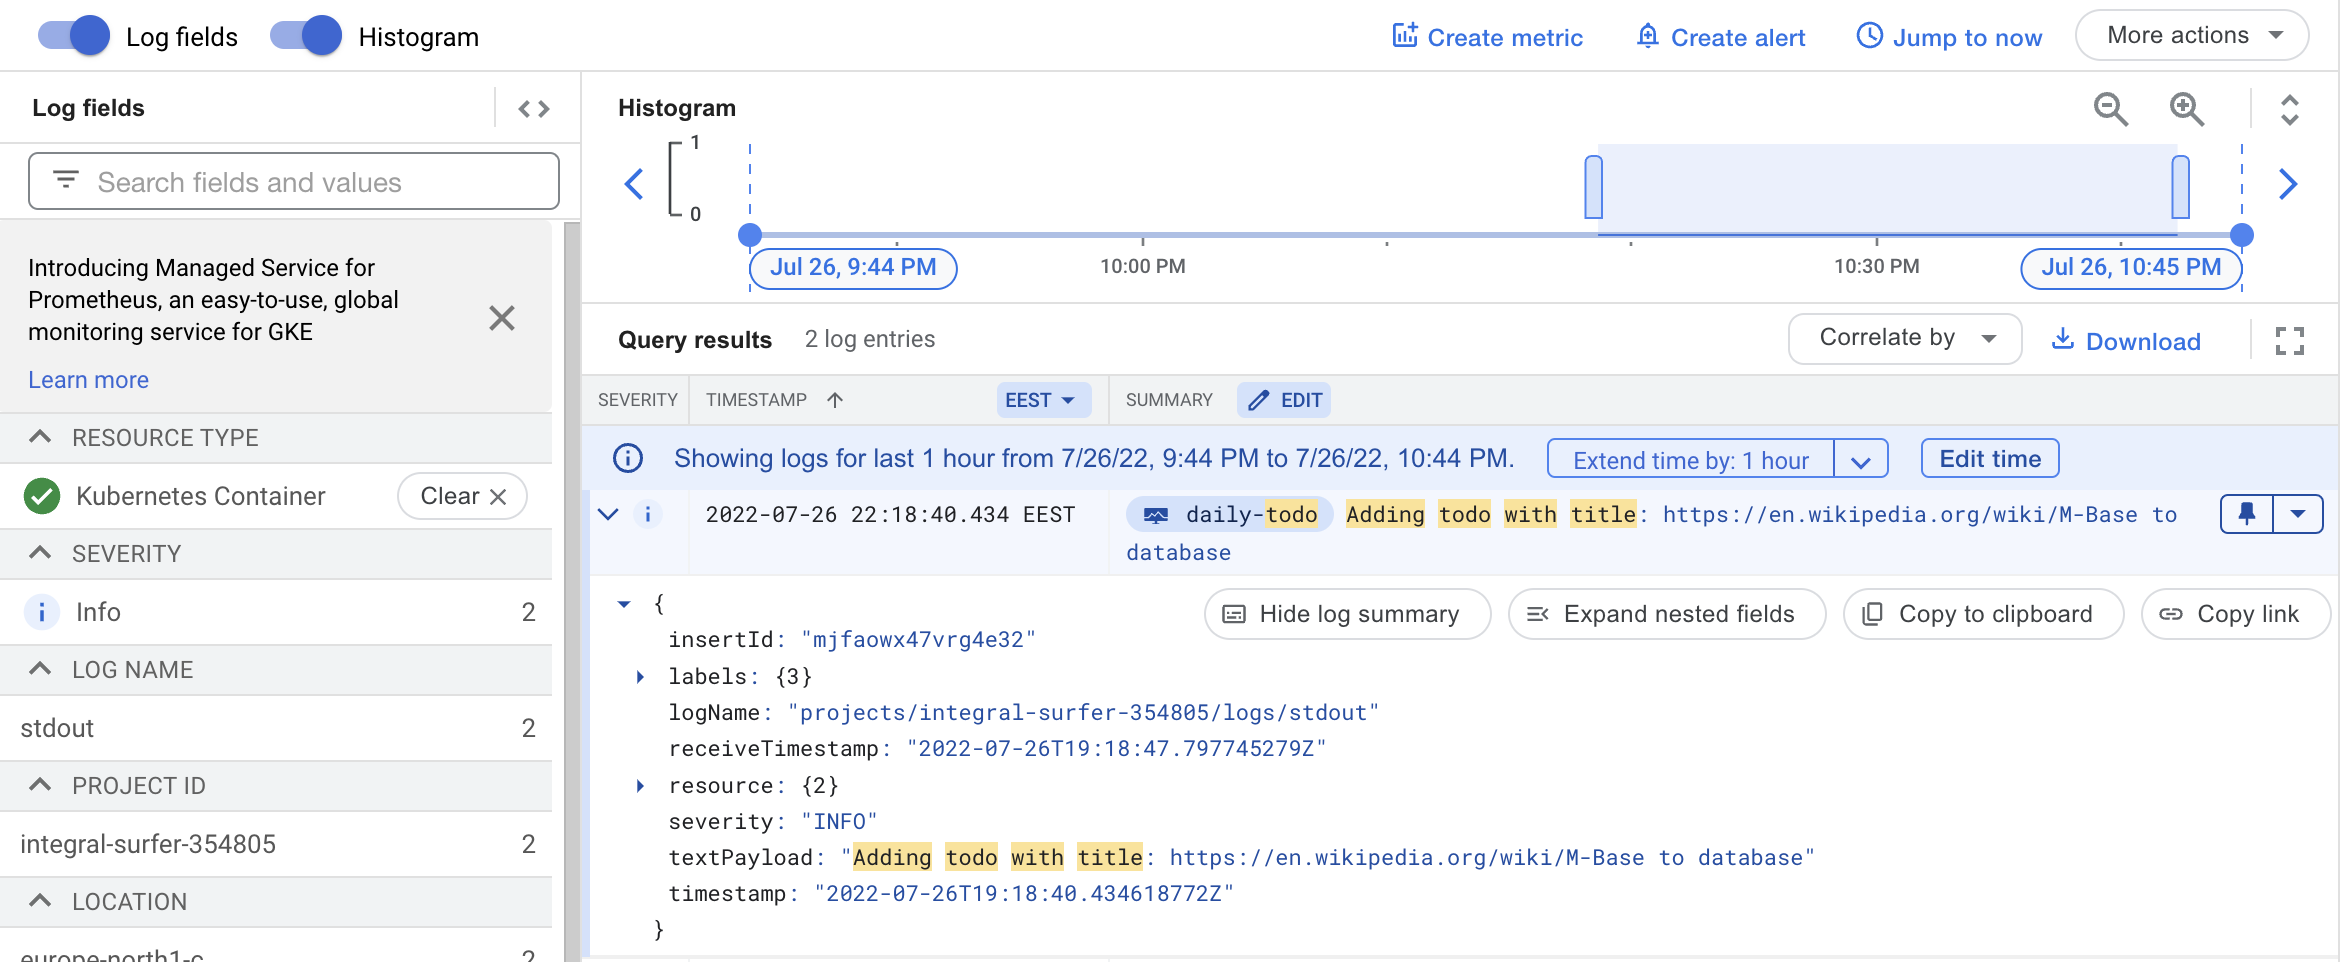 Log fields
Histogram
Create metric
Create alert
Jump to now
More actions
Log fields
Search fields and values
Introducing Managed Service for
Prometheus, an easy-to-use, global
monitoring service for GKE
Learn more
RESOURCE TYPE
Kubernetes Container
Clear
SEVERITY
Info 2
LOG NAME
stdout 2
PROJECT ID
integral-surfer-354805 2
LOCATION
europe-north1-c 2
Histogram
1
0
Jul 26, 9:44 PM
10:00 PM
10:30 PM
Jul 26, 10:45 PM
Query results 2 log entries
Correlate by
Download
SEVERITY TIMESTAMP EEST SUMMARY EDIT
Showing logs for last 1 hour from 7/26/22, 9:44 PM to 7/26/22, 10:44 PM.
Extend time by: 1 hour
Edit time
2022-07-26 22:18:40.434 EEST daily-todo Adding todo with title: https://en.wikipedia.org/wiki/M-Base to
database
Hide log summary
Expand nested fields
Copy to clipboard
Copy link
{
insertId: "mjfaowx47vrg4e32"
labels: {3}
logName: "projects/integral-surfer-354805/logs/stdout"
receiveTimestamp: "2022-07-26T19:18:47.797745279Z"
resource: {2}
severity: "INFO"
textPayload: "Adding todo with title: https://en.wikipedia.org/wiki/M-Base to database"
timestamp: "2022-07-26T19:18:40.434618772Z"
}